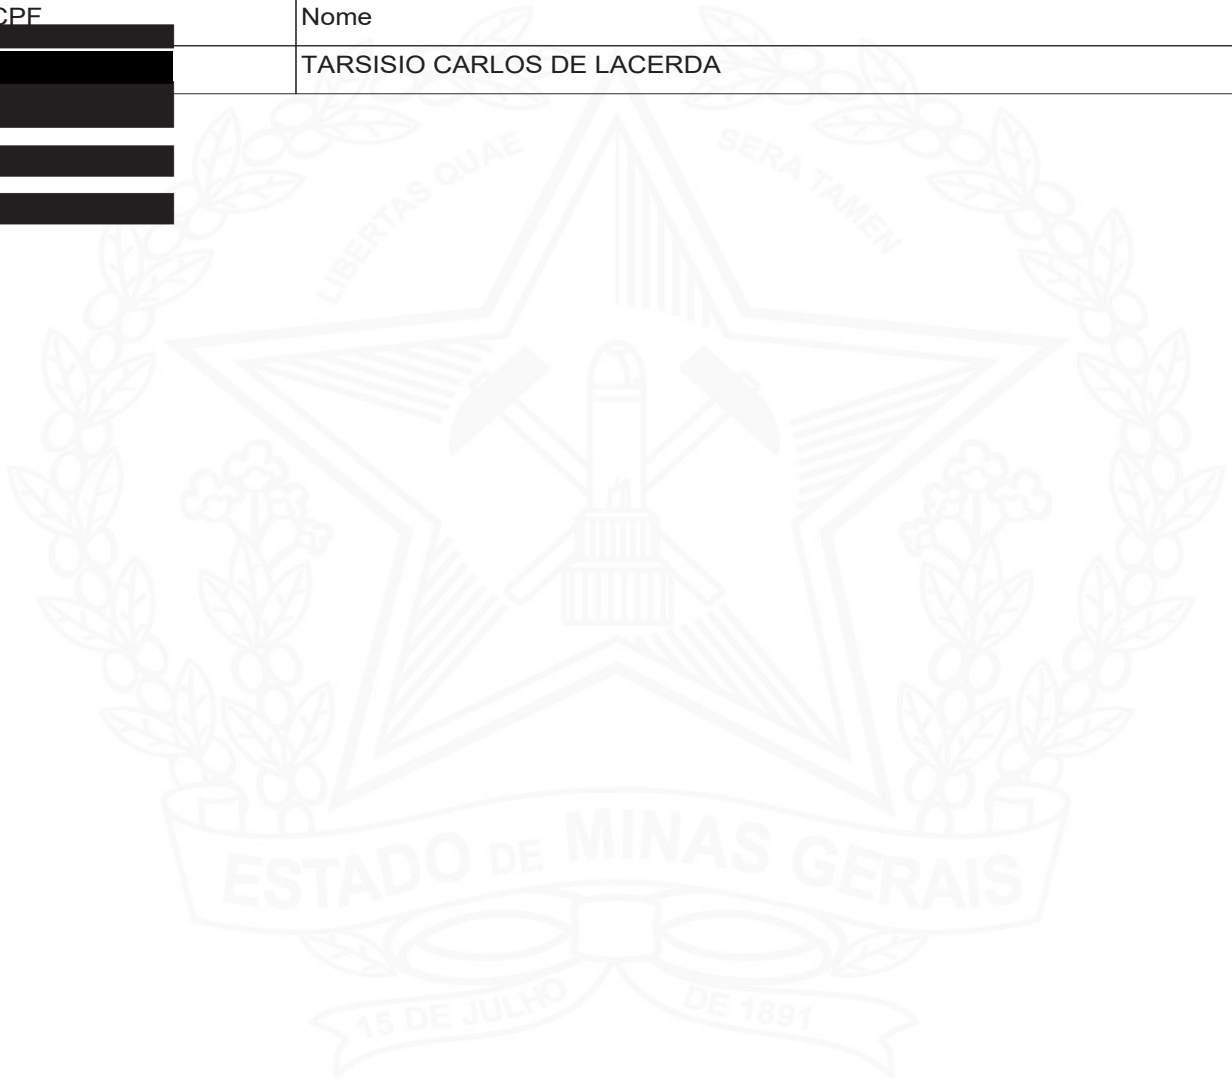 CPF Nome
TARSISIO CARLOS DE LACERDA
LIBERTAS QUAE SERA TAMEN
ESTADO DE MINAS GERAIS
15 DE JULHO DE 1891